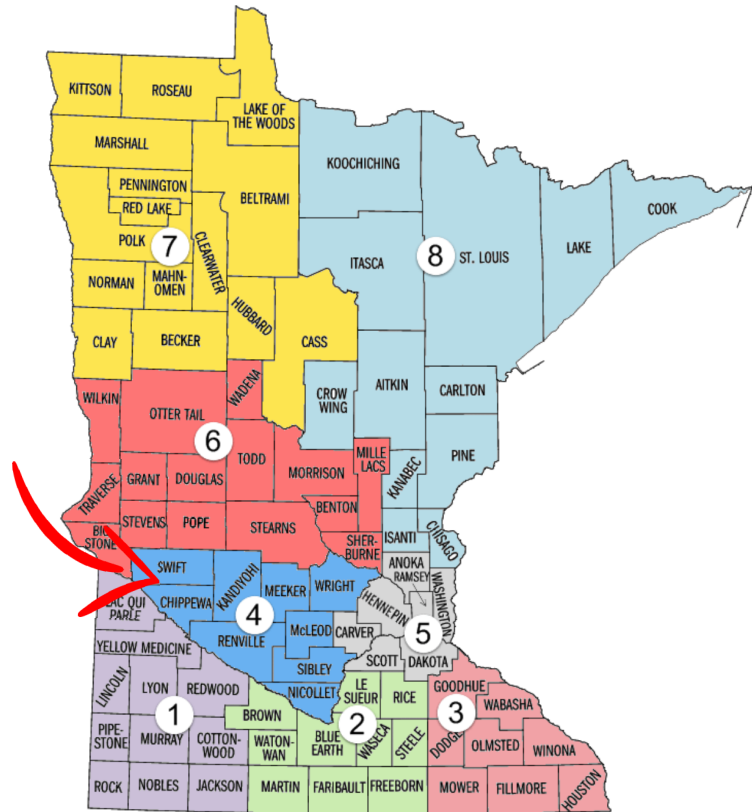 KITTSON
ROSEAU
LAKE OF
THE WOODS
MARSHALL
KOOCHICHING
PENNINGTON
BELTRAMI
RED LAKE
COOK
POLK
7
CLEARWATER
8
ST. LOUIS
LAKE
ITASCA
NORMAN
MAHN-
OMEN
HUBBARD
CLAY
BECKER
CASS
WADENA
AITKIN
CARLTON
CROW
WING
WILKIN
OTTER TAIL
6
TODD
MORRISON
MILLE
LACS
KANABEC
PINE
TRAVERSE
GRANT
DOUGLAS
BENTON
STEVENS
POPE
STEARNS
BIG
STONE
SHER-
BURNE
ISANTI
CHISAGO
SWIFT
KANDIYOHI
MEEKER
WRIGHT
ANOKA
RAMSEY
WASHINGTON
HENNEPIN
LAC QUI
PARLE
CHIPPEWA
4
RENVILLE
McLEOD
CARVER
5
YELLOW MEDICINE
SIBLEY
SCOTT
DAKOTA
LINCOLN
LYON
REDWOOD
NICOLLET
LE
SUEUR
RICE
GOODHUE
WABASHA
1
BROWN
2
3
PIPE-
STONE
MURRAY
COTTON-
WOOD
WATON-
WAN
BLUE
EARTH
WASECA
STEELE
DODGE
OLMSTED
WINONA
ROCK
NOBLES
JACKSON
MARTIN
FARIBAULT
FREEBORN
MOWER
FILLMORE
HOUSTON